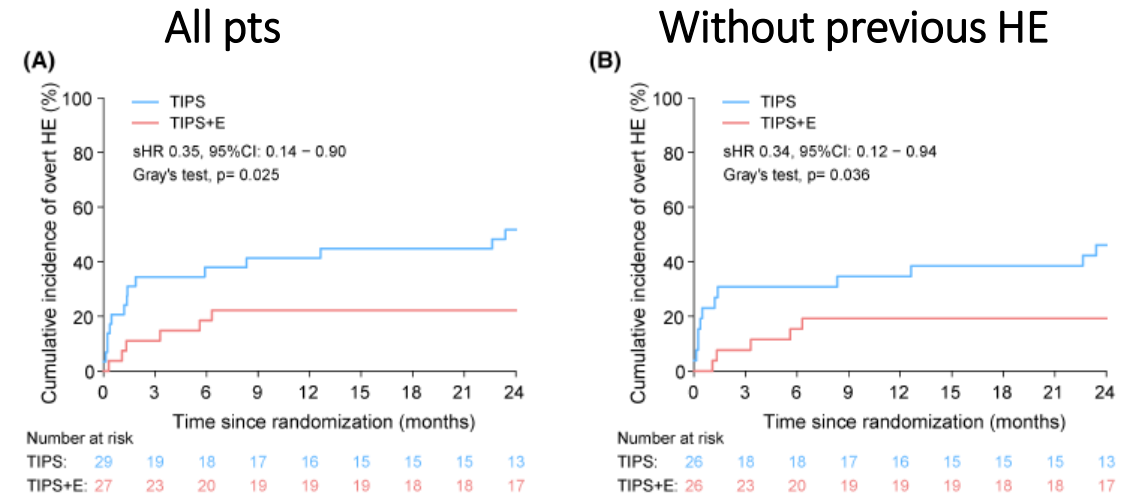 All pts
Without previous HE
(A)
Cumulative incidence of overt HE (%)
100
80
60
40
20
0
TIPS
TIPS+E
sHR 0.35, 95%CI: 0.14 – 0.90
Gray's test, p= 0.025
0 3 6 9 12 15 18 21 24
Time since randomization (months)
Number at risk
TIPS: 29 19 18 17 16 15 15 15 13
TIPS+E: 27 23 20 19 19 19 18 18 17
(B)
Cumulative incidence of overt HE (%)
100
80
60
40
20
0
TIPS
TIPS+E
sHR 0.34, 95%CI: 0.12 – 0.94
Gray's test, p= 0.036
0 3 6 9 12 15 18 21 24
Time since randomization (months)
Number at risk
TIPS: 26 18 18 17 16 15 15 15 13
TIPS+E: 26 23 20 19 19 19 18 18 17